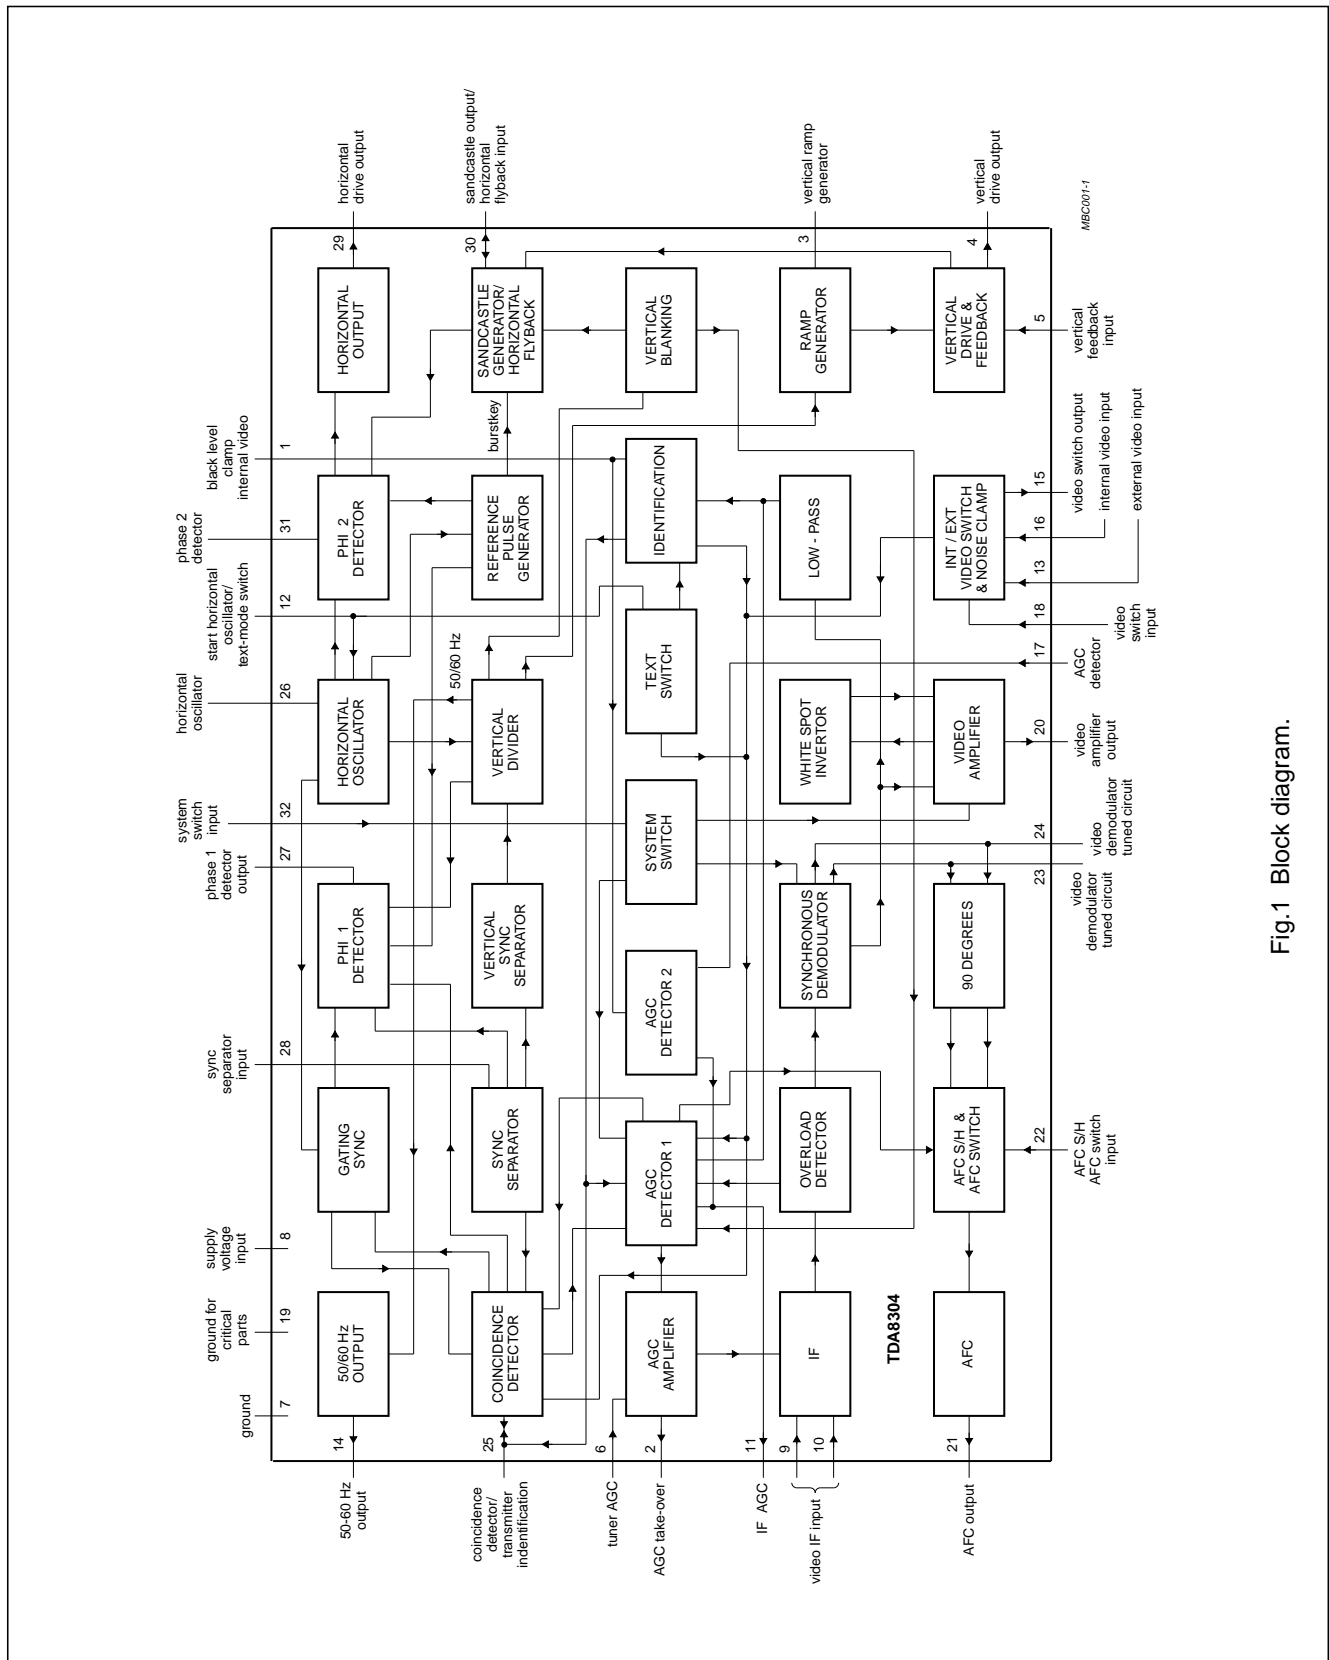 ground
7
ground for
critical
parts
19
supply
voltage
input
8
sync
separator
input
28
phase 1
detector
output
27
system
switch
input
32
horizontal
oscillator
26
start horizontal
oscillator/
text-mode switch
12
phase 2
detector
31
black level
clamp
internal video
1
50-60 Hz
output
14
50/60 Hz
OUTPUT
GATING
SYNC
PHI 1
DETECTOR
HORIZONTAL
OSCILLATOR
PHI 2
DETECTOR
HORIZONTAL
OUTPUT
29
horizontal
drive output
coincidence
detector/
transmitter
indentification
25
COINCIDENCE
DETECTOR
SYNC
SEPARATOR
VERTICAL
SYNC
SEPARATOR
VERTICAL
DIVIDER
50/60 Hz
REFERENCE
PULSE
GENERATOR
burstkey
SANDCASTLE
GENERATOR/
HORIZONTAL
FLYBACK
30
sandcastle output/
horizontal
flyback input
tuner AGC
6
AGC take-over
2
AGC
AMPLIFIER
AGC
DETECTOR 1
AGC
DETECTOR 2
SYSTEM
SWITCH
TEXT
SWITCH
IDENTIFICATION
VERTICAL
BLANKING
IF AGC
11
video IF input
9
10
IF
OVERLOAD
DETECTOR
SYNCHRONOUS
DEMODULATOR
WHITE SPOT
INVERTOR
LOW - PASS
RAMP
GENERATOR
3
vertical ramp
generator
TDA8304
AFC output
21
AFC
AFC S/H &
AFC SWITCH
90 DEGREES
VIDEO
AMPLIFIER
INT / EXT
VIDEO SWITCH
& NOISE CLAMP
VERTICAL
DRIVE &
FEEDBACK
4
vertical
drive output
22
AFC S/H
AFC switch
input
23
video
demodulator
tuned circuit
24
video
demodulator
tuned circuit
20
video
amplifier
output
17
AGC
detector
18
video
switch
input
13
16
15
video switch output
internal video input
external video input
5
vertical
feedback
input
MBC001-1
Fig.1 Block diagram.